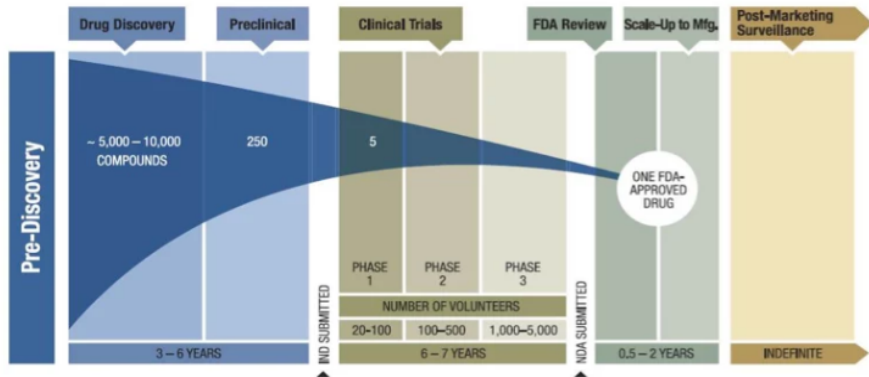 Drug Discovery
Preclinical
Clinical Trials
FDA Review
Scale-Up to Mfg.
Post-Marketing
Surveillance
Pre-Discovery
~ 5,000 – 10,000
COMPOUNDS
250
5
ONE FDA-
APPROVED
DRUG
PHASE
1
PHASE
2
PHASE
3
NUMBER OF VOLUNTEERS
20-100
100–500
1,000–5,000
IND SUBMITTED
NDA SUBMITTED
3 – 6 YEARS
6 – 7 YEARS
0.5 – 2 YEARS
INDEFINITE